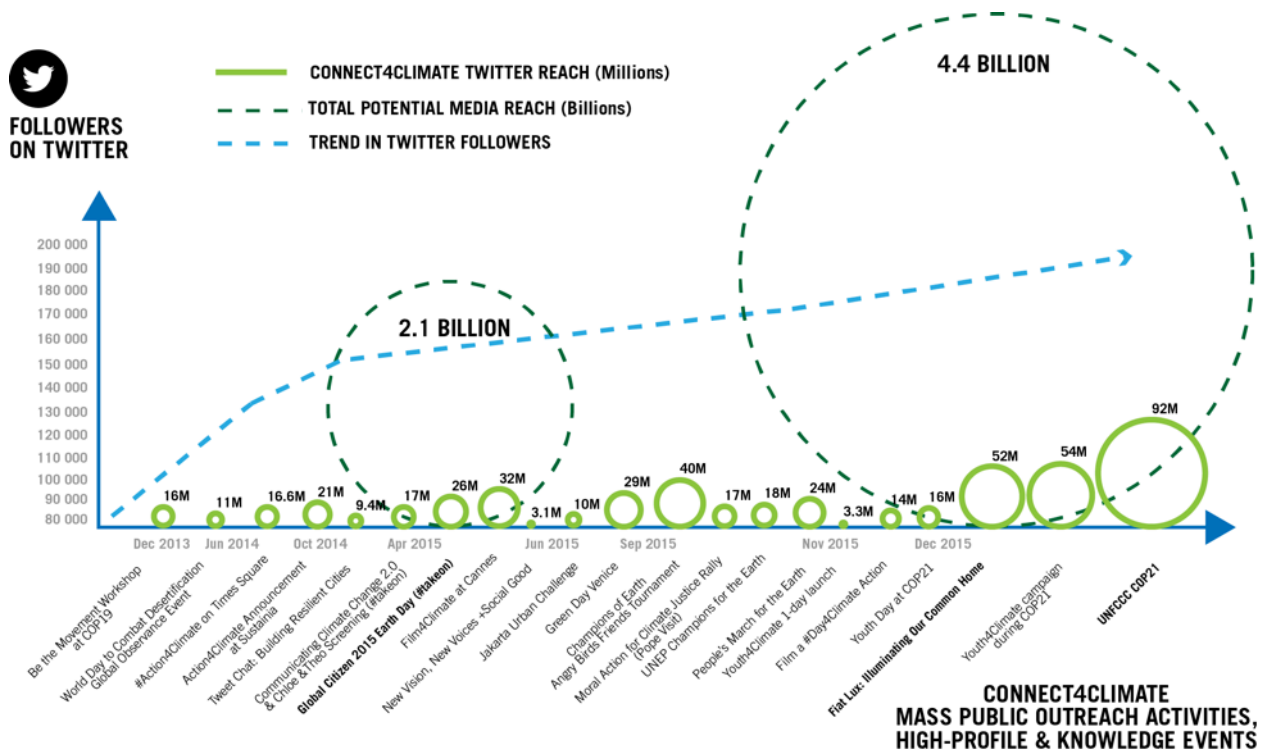 FOLLOWERS
ON TWITTER
CONNECT4CLIMATE TWITTER REACH (Millions)
TOTAL POTENTIAL MEDIA REACH (Billions)
TREND IN TWITTER FOLLOWERS
4.4 BILLION
2.1 BILLION
200 000
190 000
180 000
170 000
160 000
150 000
140 000
130 000
120 000
110 000
100 000
90 000
80 000
16M
11M
16.6M
21M
9.4M
17M
26M
32M
3.1M
10M
29M
40M
17M
18M
24M
3.3M
14M
16M
52M
54M
92M
Dec 2013
Jun 2014
Oct 2014
Apr 2015
Jun 2015
Sep 2015
Nov 2015
Dec 2015
Be the Movement Workshop
at COP19
World Day to Combat Desertification
Global Observance Event
#Action4Climate on Times Square
Action4Climate Announcement
at Sustainia
Tweet Chat: Building Resilient Cities
Communicating Climate Change 2.0
& Chloe & Theo Screening (#takeon)
Global Citizen 2015 Earth Day (#takeon)
Film4Climate at Cannes
New Vision, New Voices +Social Good
Jakarta Urban Challenge
Green Day Venice
Champions of Earth
Angry Birds Friends Tournament
Moral Action for Climate Justice Rally
(Pope Visit)
UNEP Champions for the Earth
People's March for the Earth
Youth4Climate 1-day launch
Film a #Day4Climate Action
Youth Day at COP21
Fiat Lux: Illuminating Our Common Home
Youth4Climate campaign
during COP21
UNFCCC COP21
CONNECT4CLIMATE
MASS PUBLIC OUTREACH ACTIVITIES,
HIGH-PROFILE & KNOWLEDGE EVENTS